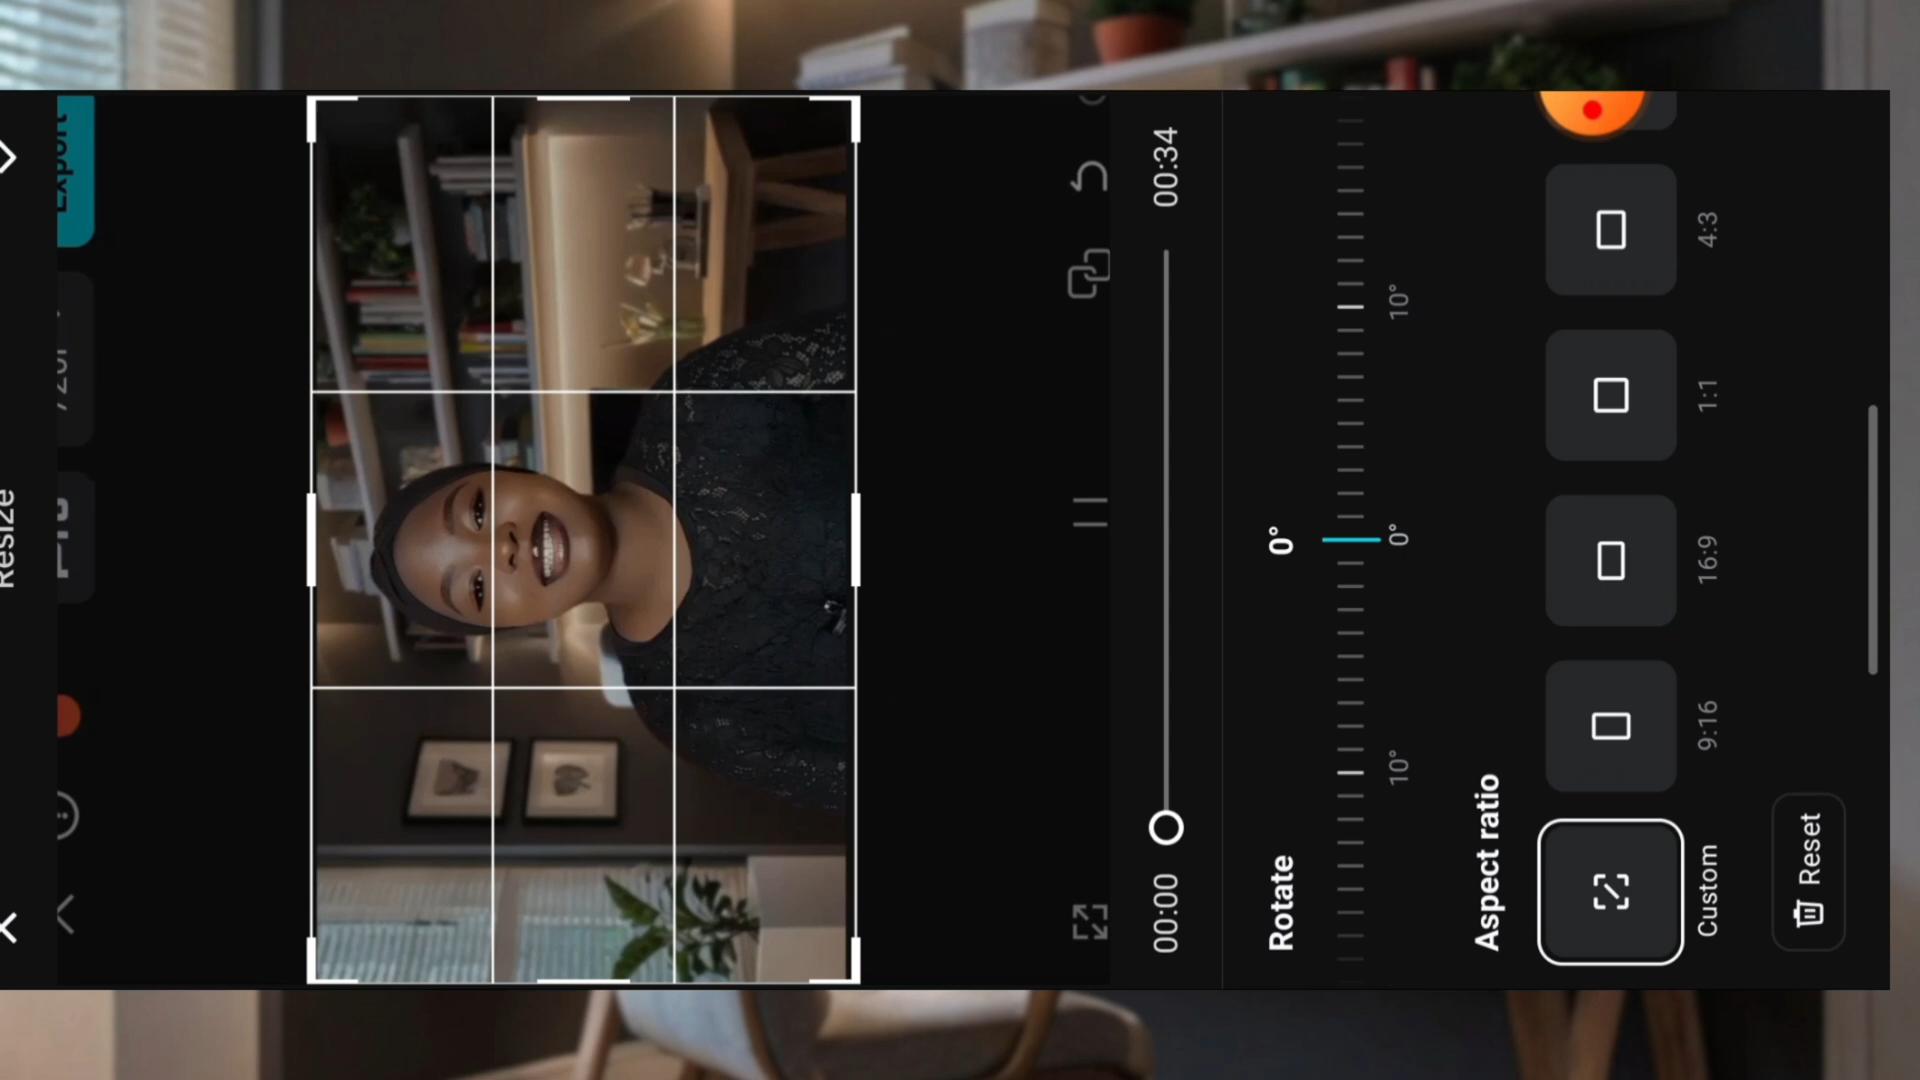 Resize
Export
00:00 00:34
Rotate 0°
10° 0° 10°
Aspect ratio
Custom 9:16 16:9 1:1 4:3
Reset